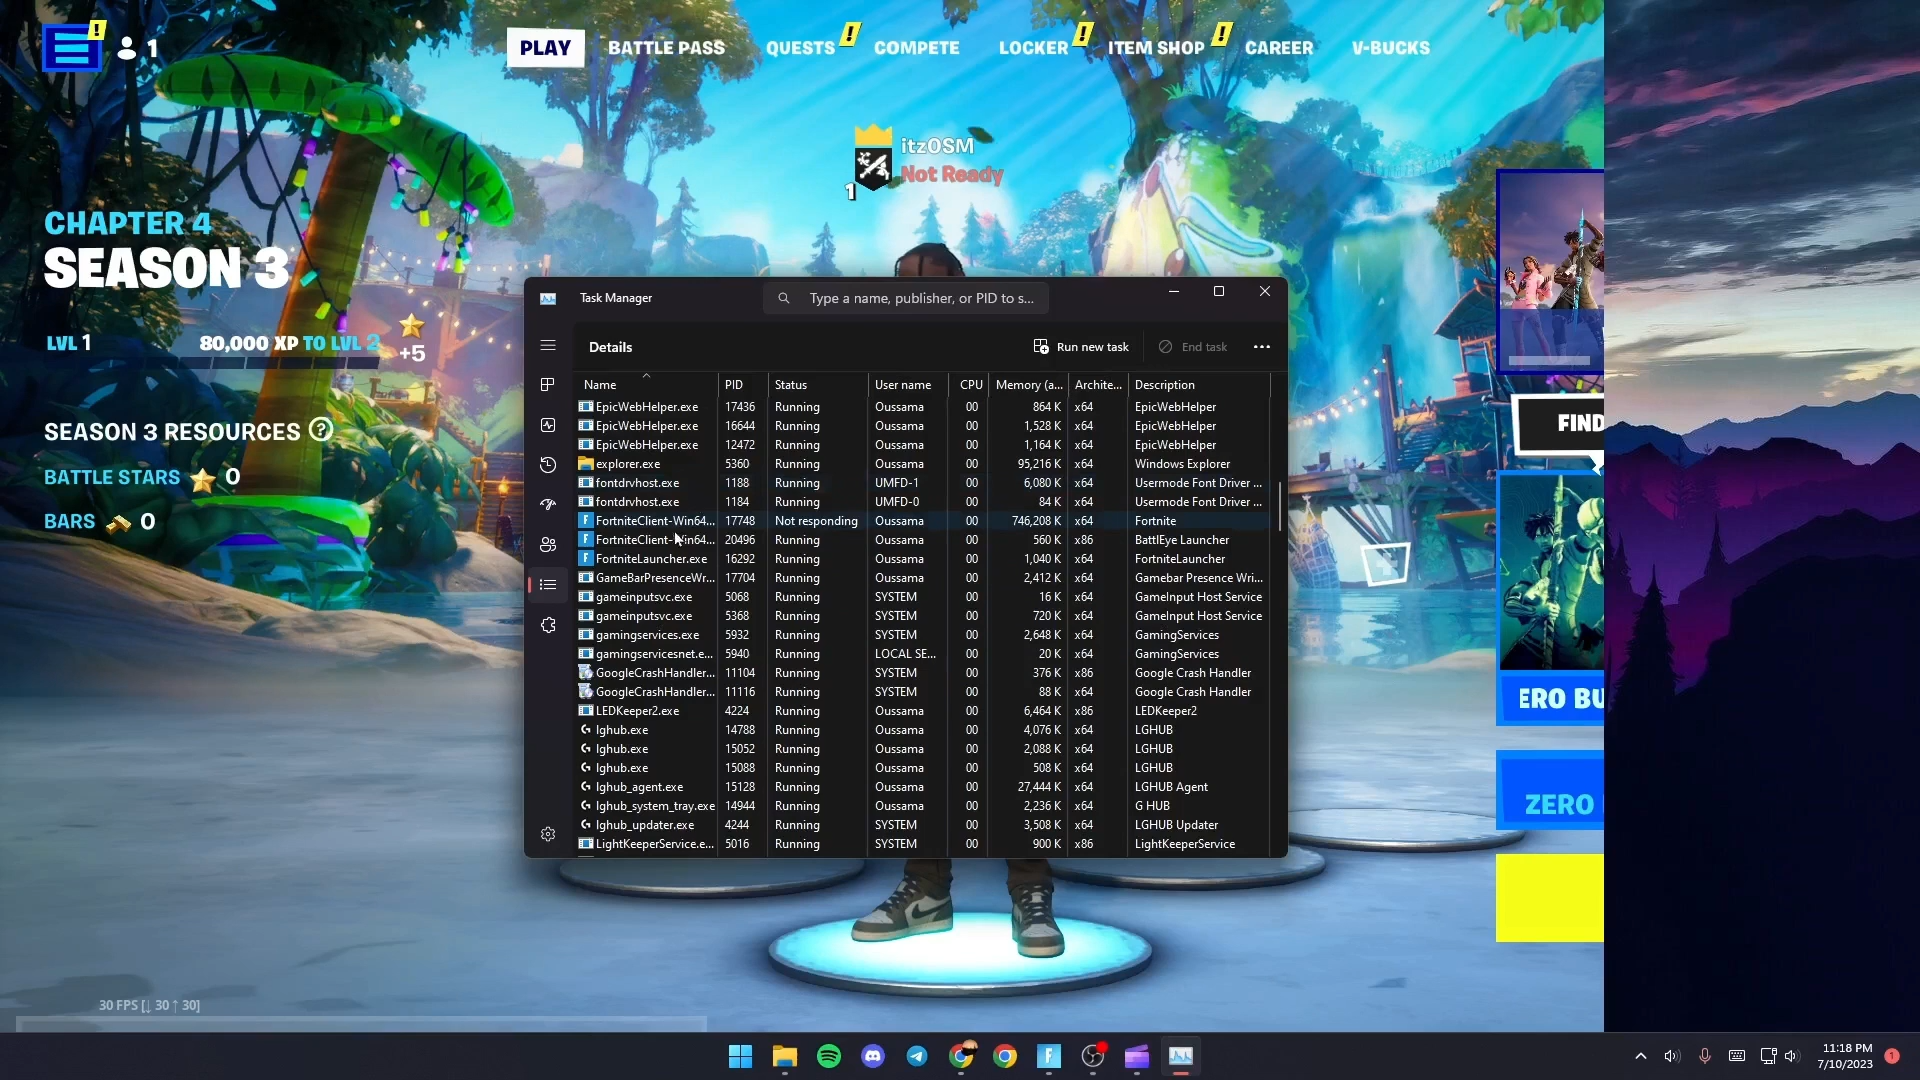 1
PLAY
BATTLE PASS
QUESTS
COMPETE
LOCKER
ITEM SHOP
CAREER
V-BUCKS
itzOSM
Not Ready
1
CHAPTER 4
SEASON 3
LVL 1
80,000 XP TO LVL 2
+5
SEASON 3 RESOURCES
BATTLE STARS 0
BARS 0
FIND
ERO BU
ZERO
30 FPS [↓ 30 ↑ 30]
Task Manager
Type a name, publisher, or PID to s...
Details
Run new task
End task
Name PID Status User name CPU Memory (a... Archite... Description
EpicWebHelper.exe 17436 Running Oussama 00 864 K x64 EpicWebHelper
EpicWebHelper.exe 16644 Running Oussama 00 1,528 K x64 EpicWebHelper
EpicWebHelper.exe 12472 Running Oussama 00 1,164 K x64 EpicWebHelper
explorer.exe 5360 Running Oussama 00 95,216 K x64 Windows Explorer
fontdrvhost.exe 1188 Running UMFD-1 00 6,080 K x64 Usermode Font Driver ...
fontdrvhost.exe 1184 Running UMFD-0 00 84 K x64 Usermode Font Driver ...
FortniteClient-Win64... 17748 Not responding Oussama 00 746,208 K x64 Fortnite
FortniteClient-Win64... 20496 Running Oussama 00 560 K x86 BattlEye Launcher
FortniteLauncher.exe 16292 Running Oussama 00 1,040 K x64 FortniteLauncher
GameBarPresenceWr... 17704 Running Oussama 00 2,412 K x64 Gamebar Presence Wri...
gameinputsvc.exe 5068 Running SYSTEM 00 16 K x64 GameInput Host Service
gameinputsvc.exe 5368 Running SYSTEM 00 720 K x64 GameInput Host Service
gamingservices.exe 5932 Running SYSTEM 00 2,648 K x64 GamingServices
gamingservicesnet.e... 5940 Running LOCAL SE... 00 20 K x64 GamingServices
GoogleCrashHandler... 11104 Running SYSTEM 00 376 K x86 Google Crash Handler
GoogleCrashHandler... 11116 Running SYSTEM 00 88 K x64 Google Crash Handler
LEDKeeper2.exe 4224 Running Oussama 00 6,464 K x86 LEDKeeper2
lghub.exe 14788 Running Oussama 00 4,076 K x64 LGHUB
lghub.exe 15052 Running Oussama 00 2,088 K x64 LGHUB
lghub.exe 15088 Running Oussama 00 508 K x64 LGHUB
lghub_agent.exe 15128 Running Oussama 00 27,444 K x64 LGHUB Agent
lghub_system_tray.exe 14944 Running Oussama 00 2,236 K x64 G HUB
lghub_updater.exe 4244 Running SYSTEM 00 3,508 K x64 LGHUB Updater
LightKeeperService.e... 5016 Running SYSTEM 00 900 K x86 LightKeeperService
11:18 PM
7/10/2023
1